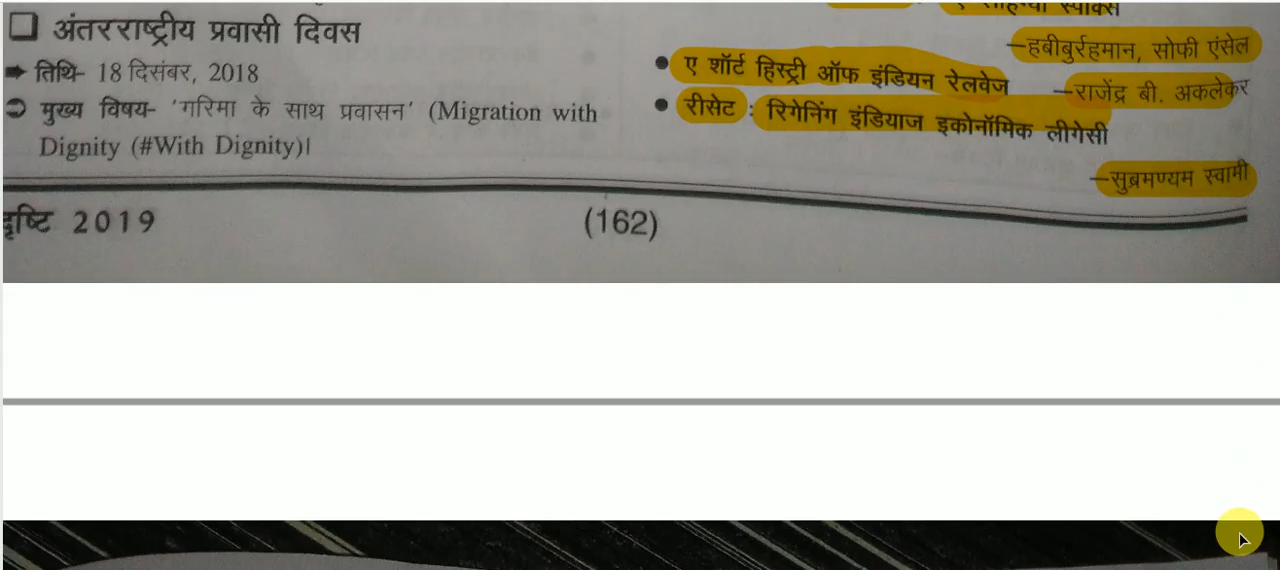 अंतरराष्ट्रीय प्रवासी दिवस
तिथि- 18 दिसंबर, 2018
मुख्य विषय- 'गरिमा के साथ प्रवासन' (Migration with
Dignity (#With Dignity)।
स्पीक्स
—हबीबुर्रहमान, सोफी एंसेल
• ए शॉर्ट हिस्ट्री ऑफ इंडियन रेलवेज —राजेंद्र बी. अकलेकर
• रीसेट : रिगेनिंग इंडियाज इकोनॉमिक लीगेसी
—सुब्रमण्यम स्वामी
दृष्टि 2019 (162)